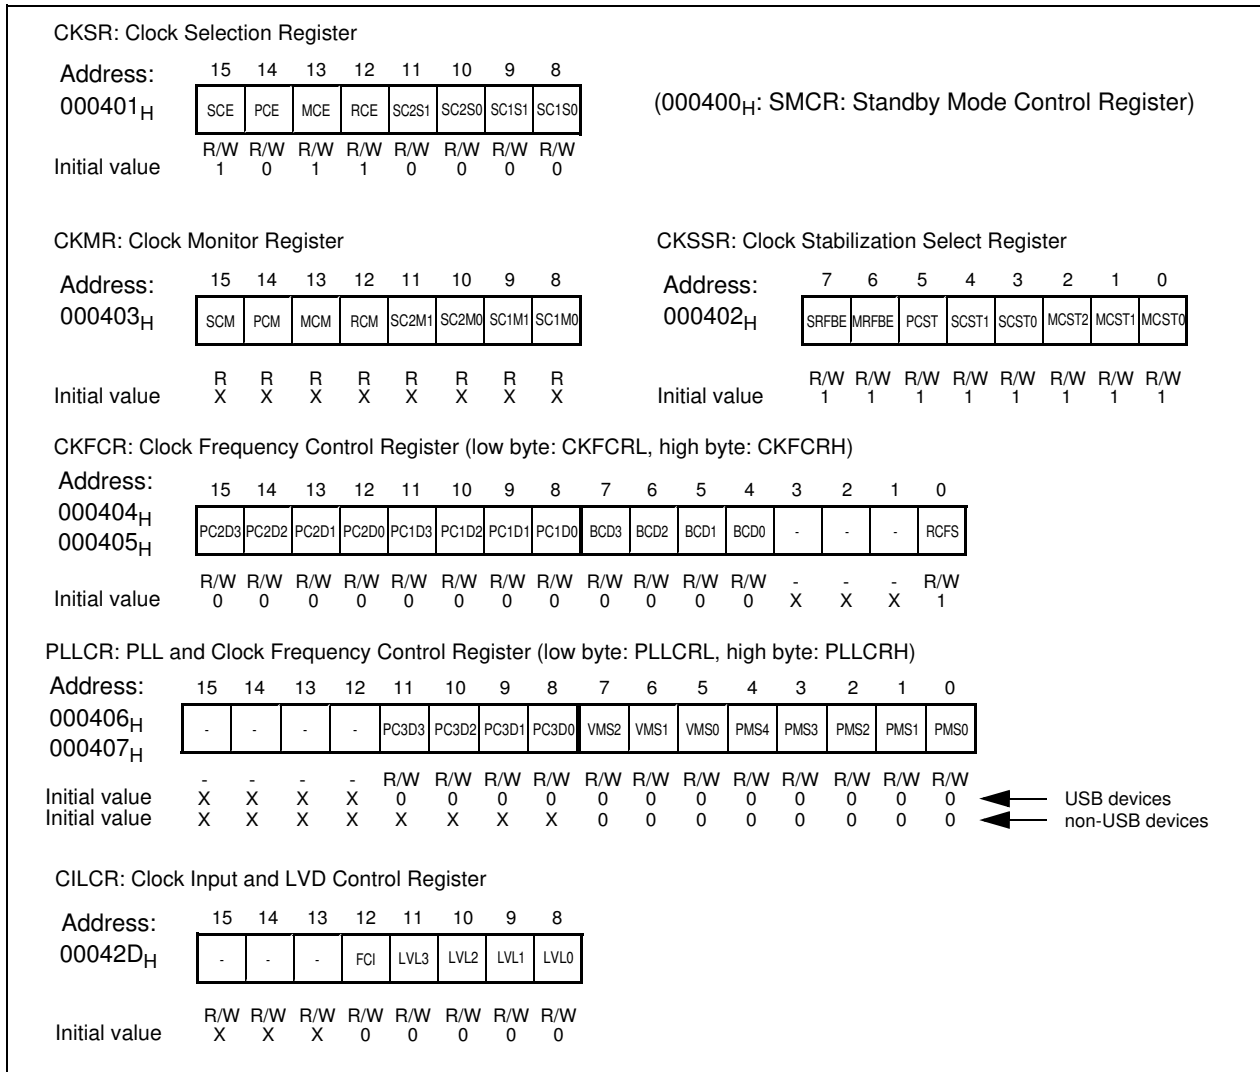 CKSR: Clock Selection Register
Address: 15 14 13 12 11 10 9 8
000401H SCE PCE MCE RCE SC2S1 SC2S0 SC1S1 SC1S0 (000400H: SMCR: Standby Mode Control Register)
R/W R/W R/W R/W R/W R/W R/W R/W
Initial value 1 0 1 1 0 0 0 0
CKMR: Clock Monitor Register
Address: 15 14 13 12 11 10 9 8
000403H SCM PCM MCM RCM SC2M1 SC2M0 SC1M1 SC1M0
R R R R R R R R
Initial value X X X X X X X X
CKSSR: Clock Stabilization Select Register
Address: 7 6 5 4 3 2 1 0
000402H SRFBE MRFBE PCST SCST1 SCST0 MCST2 MCST1 MCST0
R/W R/W R/W R/W R/W R/W R/W R/W
Initial value 1 1 1 1 1 1 1 1
CKFCR: Clock Frequency Control Register (low byte: CKFCRL, high byte: CKFCRH)
Address: 15 14 13 12 11 10 9 8 7 6 5 4 3 2 1 0
000404H
000405H PC2D3 PC2D2 PC2D1 PC2D0 PC1D3 PC1D2 PC1D1 PC1D0 BCD3 BCD2 BCD1 BCD0 - - - RCFS
R/W R/W R/W R/W R/W R/W R/W R/W R/W R/W R/W R/W - - - R/W
Initial value 0 0 0 0 0 0 0 0 0 0 0 0 X X X 1
PLLCR: PLL and Clock Frequency Control Register (low byte: PLLCRL, high byte: PLLCRH)
Address: 15 14 13 12 11 10 9 8 7 6 5 4 3 2 1 0
000406H
000407H - - - - PC3D3 PC3D2 PC3D1 PC3D0 VMS2 VMS1 VMS0 PMS4 PMS3 PMS2 PMS1 PMS0
- - - - R/W R/W R/W R/W R/W R/W R/W R/W R/W R/W R/W R/W
Initial value X X X X 0 0 0 0 0 0 0 0 0 0 0 0 USB devices
Initial value X X X X X X X X 0 0 0 0 0 0 0 0 non-USB devices
CILCR: Clock Input and LVD Control Register
Address: 15 14 13 12 11 10 9 8
00042DH - - - FCI LVL3 LVL2 LVL1 LVL0
R/W R/W R/W R/W R/W R/W R/W R/W
Initial value X X X 0 0 0 0 0